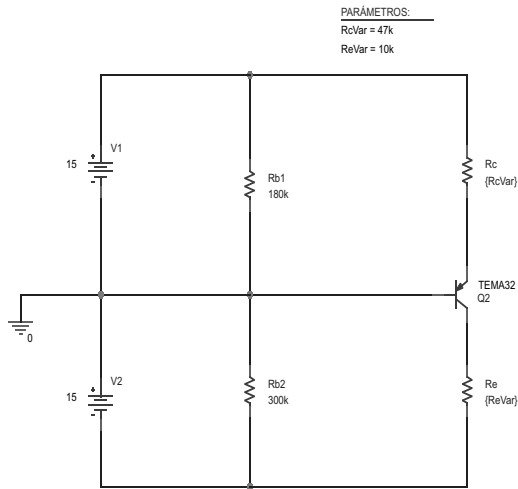 PARÁMETROS:
RcVar = 47k
ReVar = 10k
V1
15
Rb1
180k
Rc
{RcVar}
TEMA32
Q2
0
V2
15
Rb2
300k
Re
{ReVar}